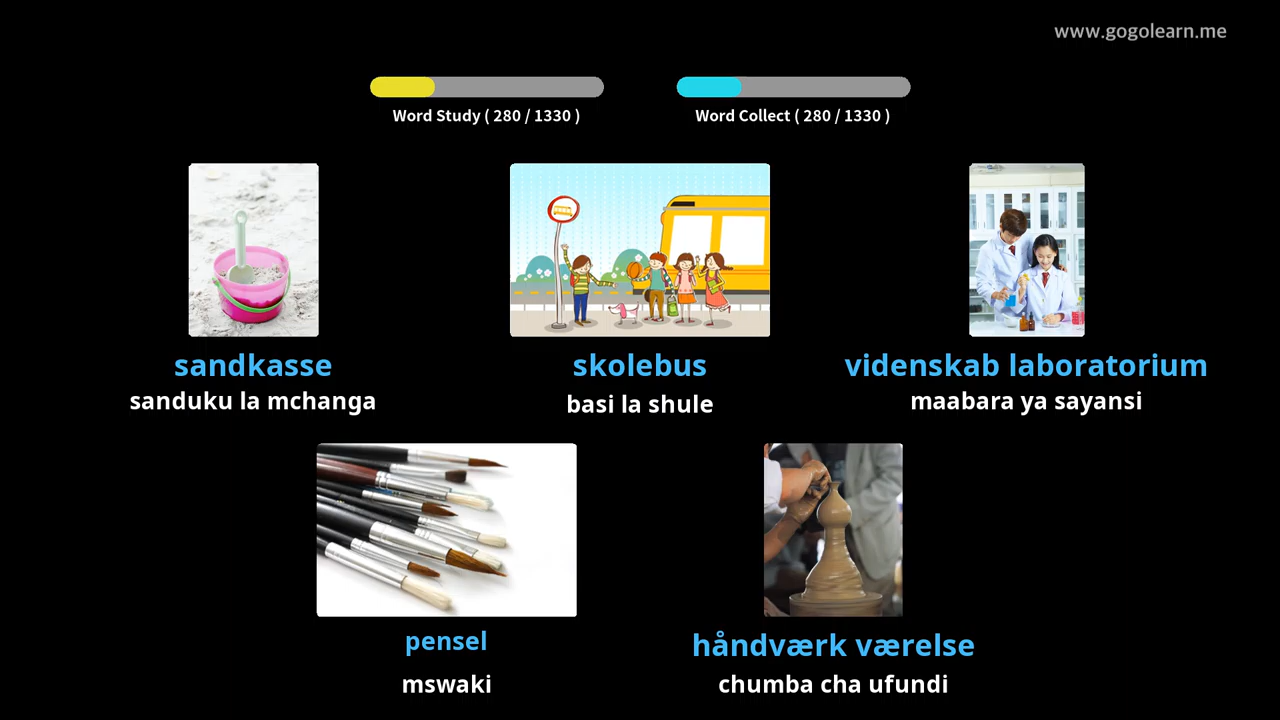 www.gogolearn.me
Word Study ( 280 / 1330 )
Word Collect ( 280 / 1330 )
sandkasse
sanduku la mchanga
skolebus
basi la shule
videnskab laboratorium
maabara ya sayansi
pensel
mswaki
håndværk værelse
chumba cha ufundi